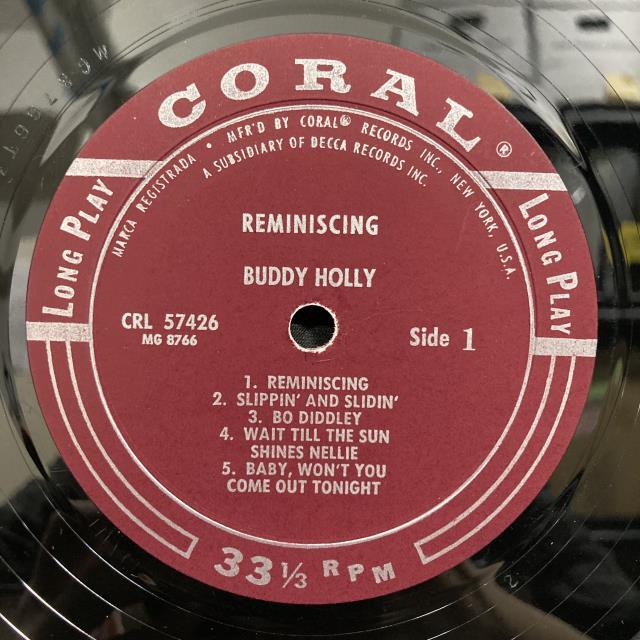 CORAL®
MARCA REGISTRADA • MFR'D BY CORAL® RECORDS INC., NEW YORK, U.S.A.
A SUBSIDIARY OF DECCA RECORDS INC.
LONG PLAY
LONG PLAY
REMINISCING
BUDDY HOLLY
CRL 57426
MG 8766
Side 1
1. REMINISCING
2. SLIPPIN' AND SLIDIN'
3. BO DIDDLEY
4. WAIT TILL THE SUN
SHINES NELLIE
5. BABY, WON'T YOU
COME OUT TONIGHT
33 1/3 RPM